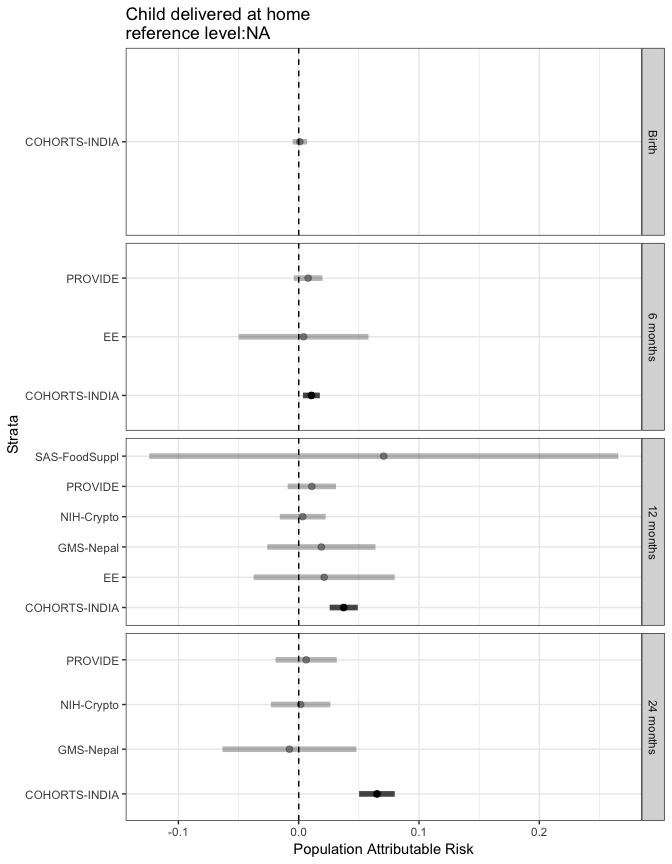 Child delivered at home
reference level:NA
COHORTS-INDIA
Birth
PROVIDE
EE
COHORTS-INDIA
6 months
Strata
SAS-FoodSuppl
PROVIDE
NIH-Crypto
GMS-Nepal
EE
COHORTS-INDIA
12 months
PROVIDE
NIH-Crypto
GMS-Nepal
COHORTS-INDIA
24 months
-0.1 0.0 0.1 0.2
Population Attributable Risk